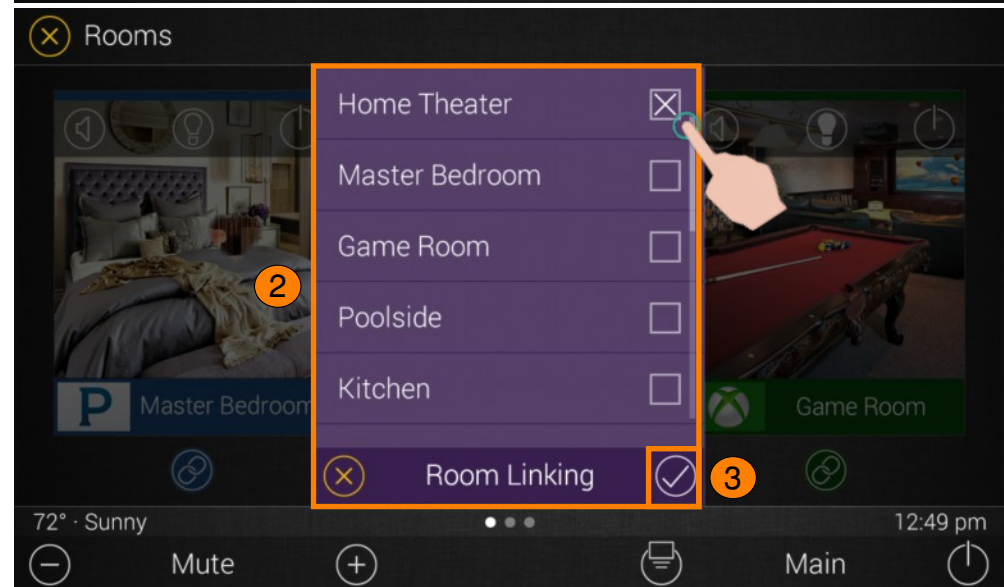 Rooms
Home Theater
Master Bedroom
Game Room
2
Poolside
Kitchen
P Master Bedroom
Game Room
Room Linking
3
72° · Sunny
12:49 pm
Mute
Main